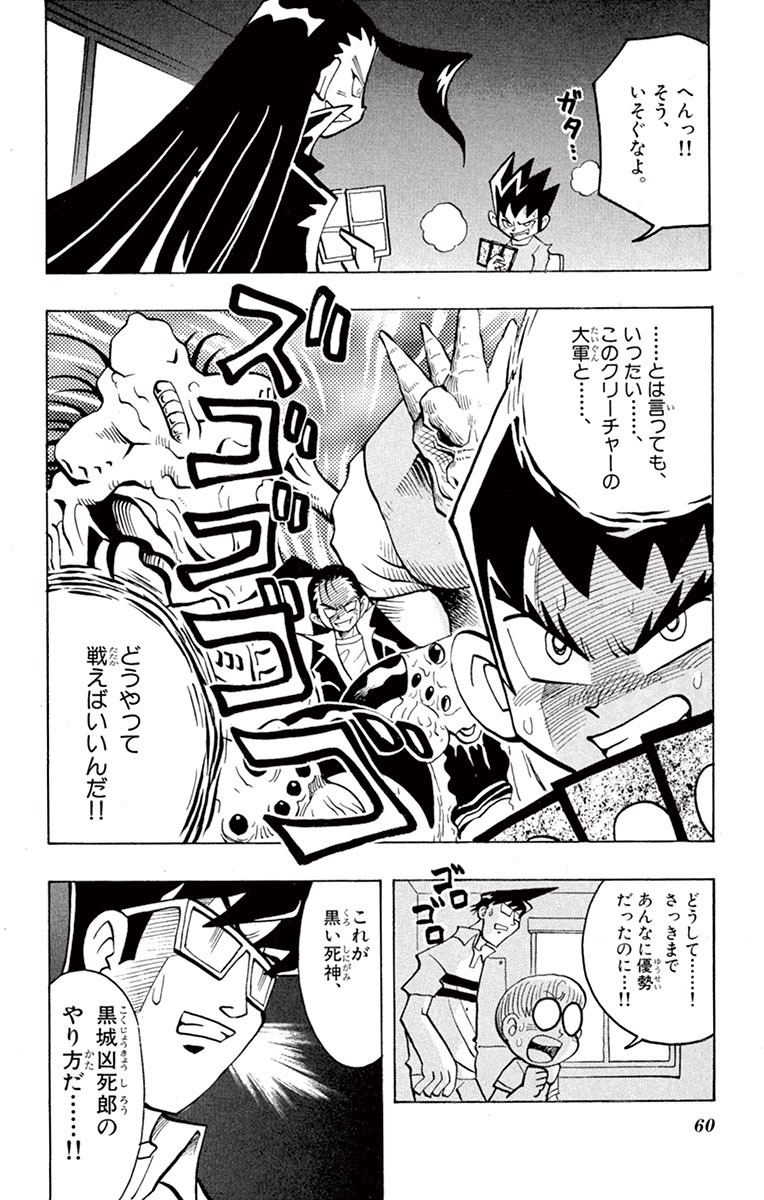 へんっ!!
そう、
いそぐなよ。
ガタ…
……とは言っても、
いったい……、
このクリーチャーの
大軍と……、
ズゴゴゴゴ
どうやって
戦えばいいんだ!!
どうして……!
さっきまで
あんなに優勢
だったのに…!!
ゴゴ
これが
黒い死神、
黒城凶死郎の
やり方だ……!!
60